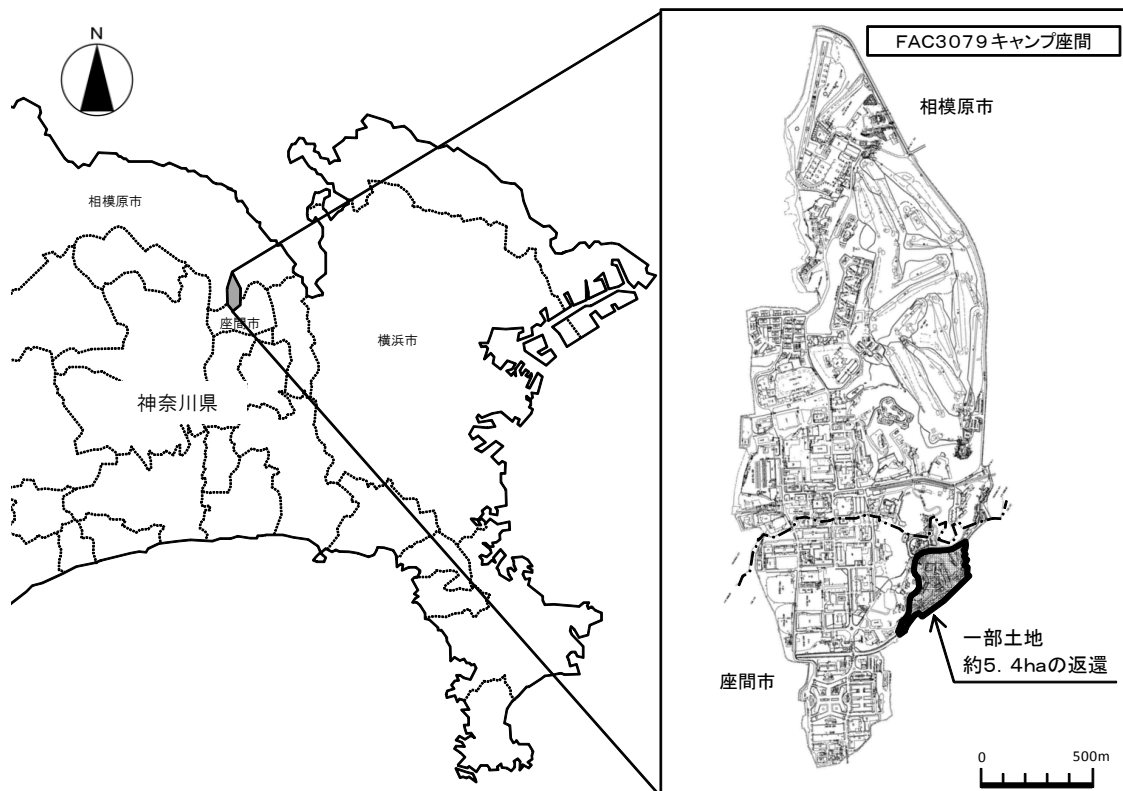 N
相模原市
座間市
横浜市
神奈川県
FAC3079キャンプ座間
相模原市
一部土地
約5.4haの返還
座間市
0 500m